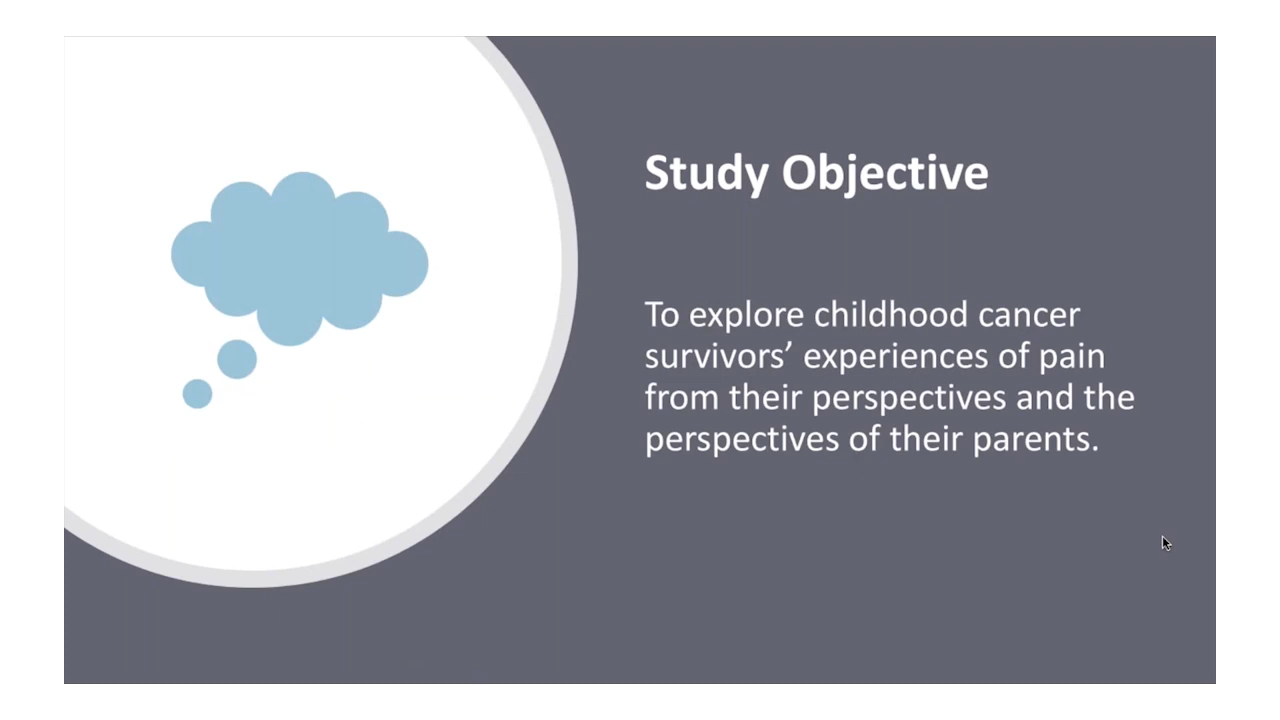 Study Objective
To explore childhood cancer
survivors’ experiences of pain
from their perspectives and the
perspectives of their parents.